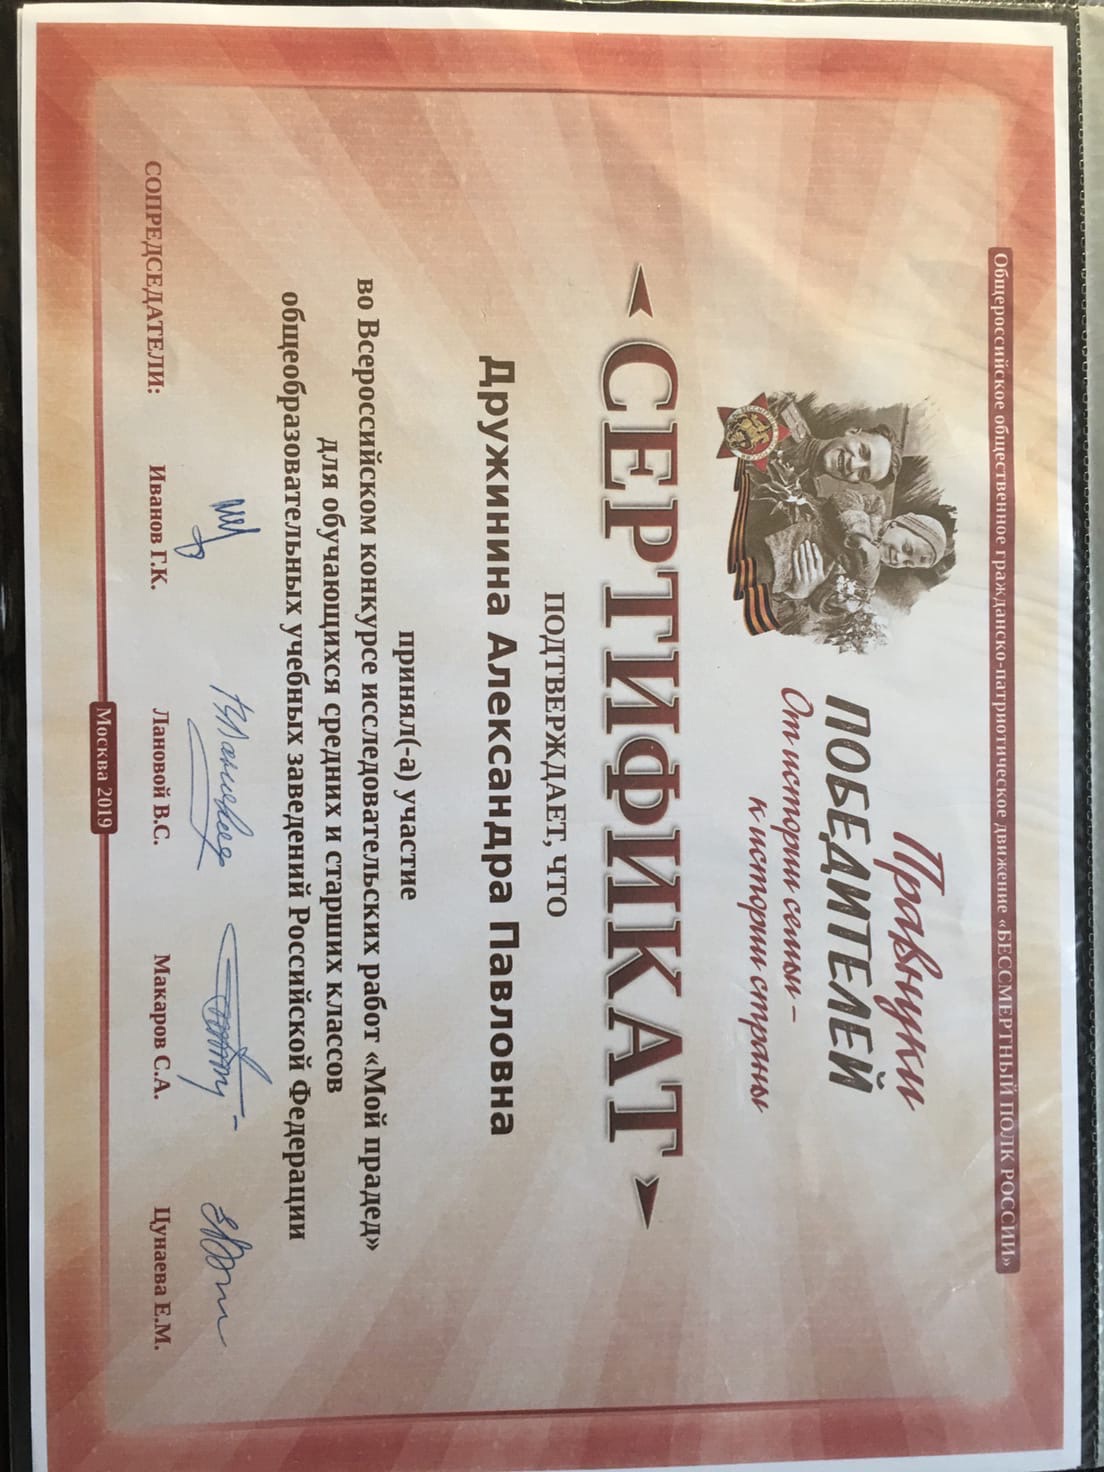 Общероссийское общественное гражданско-патриотическое движение «БЕССМЕРТНЫЙ ПОЛК РОССИИ»
Правнуки
ПОБЕДИТЕЛЕЙ
От истории семьи –
к истории страны
СЕРТИФИКАТ
ПОДТВЕРЖДАЕТ, ЧТО
Дружинина Александра Павловна
принял(-а) участие
во Всероссийском конкурсе исследовательских работ «Мой прадед»
для обучающихся средних и старших классов
общеобразовательных учебных заведений Российской Федерации
СОПРЕДСЕДАТЕЛИ: Иванов Г.К. Лановой В.С. Макаров С.А. Цунаева Е.М.
Москва 2019